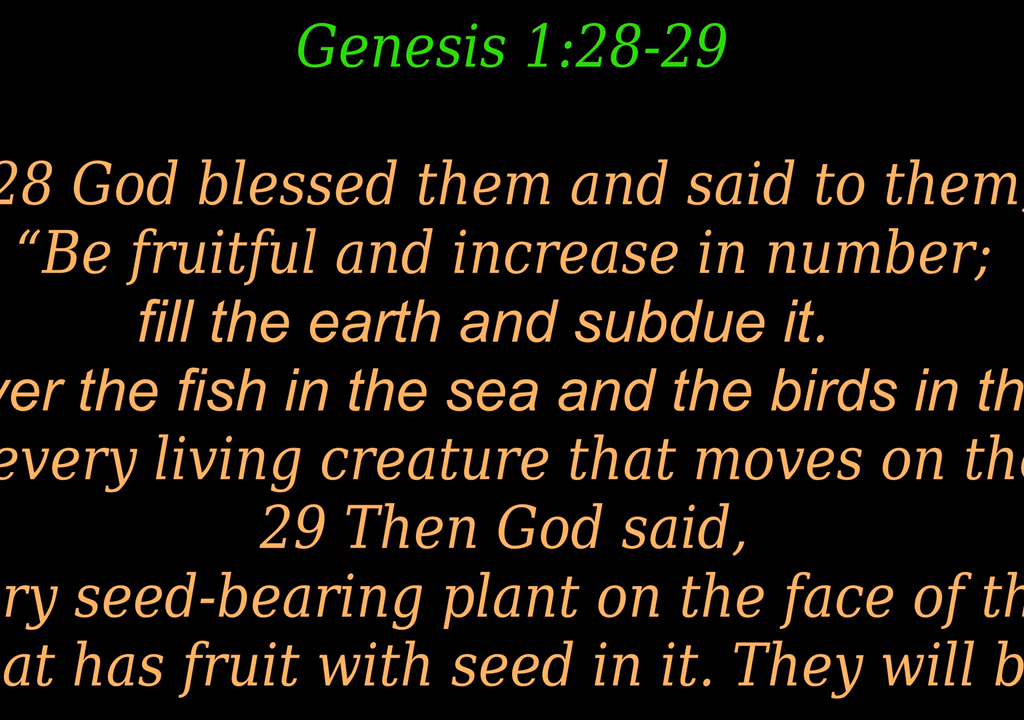 Genesis 1:28-29
28 God blessed them and said to them,
“Be fruitful and increase in number;
fill the earth and subdue it.
ver the fish in the sea and the birds in th
every living creature that moves on the
29 Then God said,
ry seed-bearing plant on the face of th
at has fruit with seed in it. They will b